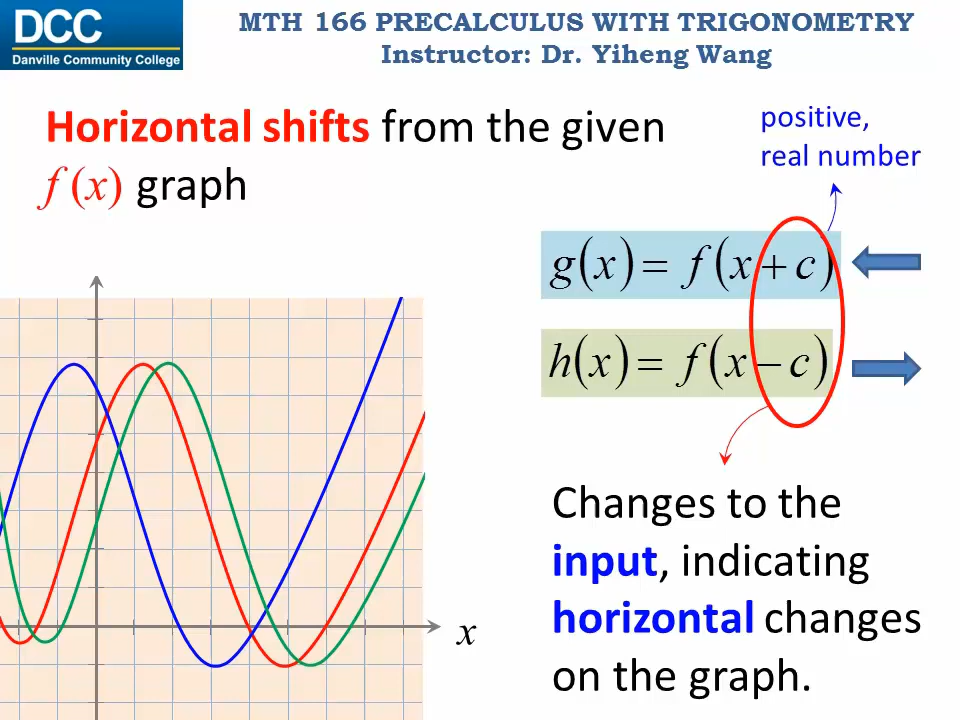 DCC
Danville Community College
MTH 166 PRECALCULUS WITH TRIGONOMETRY
Instructor: Dr. Yiheng Wang
Horizontal shifts from the given
f (x) graph
positive,
real number
g(x) = f(x + c)
h(x) = f(x − c)
x
Changes to the
input, indicating
horizontal changes
on the graph.